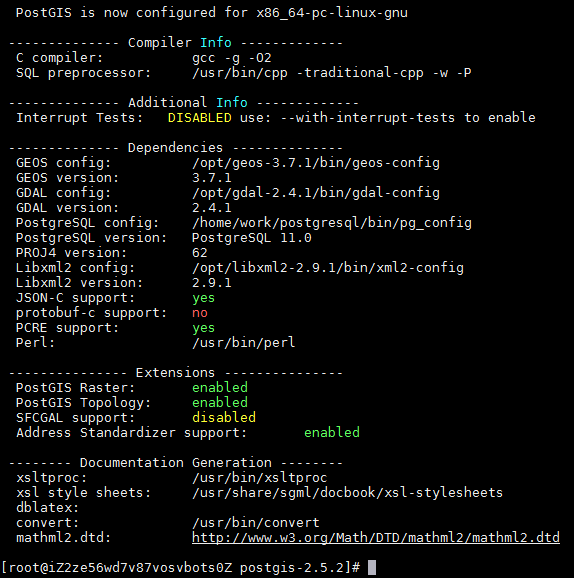 PostGIS is now configured for x86_64-pc-linux-gnu
-------------- Compiler Info -------------
C compiler: gcc -g -O2
SQL preprocessor: /usr/bin/cpp -traditional-cpp -w -P
-------------- Additional Info -------------
Interrupt Tests: DISABLED use: --with-interrupt-tests to enable
-------------- Dependencies --------------
GEOS config: /opt/geos-3.7.1/bin/geos-config
GEOS version: 3.7.1
GDAL config: /opt/gdal-2.4.1/bin/gdal-config
GDAL version: 2.4.1
PostgreSQL config: /home/work/postgresql/bin/pg_config
PostgreSQL version: PostgreSQL 11.0
PROJ4 version: 62
Libxml2 config: /opt/libxml2-2.9.1/bin/xml2-config
Libxml2 version: 2.9.1
JSON-C support: yes
protobuf-c support: no
PCRE support: yes
Perl: /usr/bin/perl
--------------- Extensions ---------------
PostGIS Raster: enabled
PostGIS Topology: enabled
SFCGAL support: disabled
Address Standardizer support: enabled
-------- Documentation Generation --------
xsltproc: /usr/bin/xsltproc
xsl style sheets: /usr/share/sgml/docbook/xsl-stylesheets
dblatex:
convert: /usr/bin/convert
mathml2.dtd: http://www.w3.org/Math/DTD/mathml2/mathml2.dtd
[root@iZ2ze56wd7v87vosvbots0Z postgis-2.5.2]#